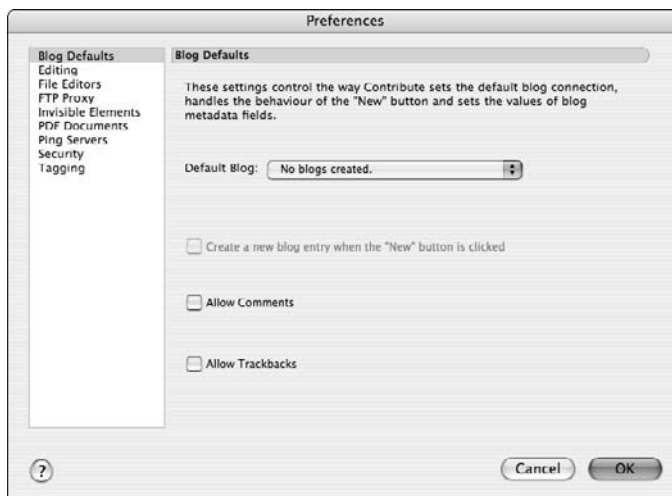 Preferences
Blog Defaults
Editing
File Editors
FTP Proxy
Invisible Elements
PDF Documents
Ping Servers
Security
Tagging
Blog Defaults
These settings control the way Contribute sets the default blog connection,
handles the behaviour of the "New" button and sets the values of blog
metadata fields.
Default Blog: No blogs created.
Create a new blog entry when the "New" button is clicked
Allow Comments
Allow Trackbacks
?
Cancel
OK